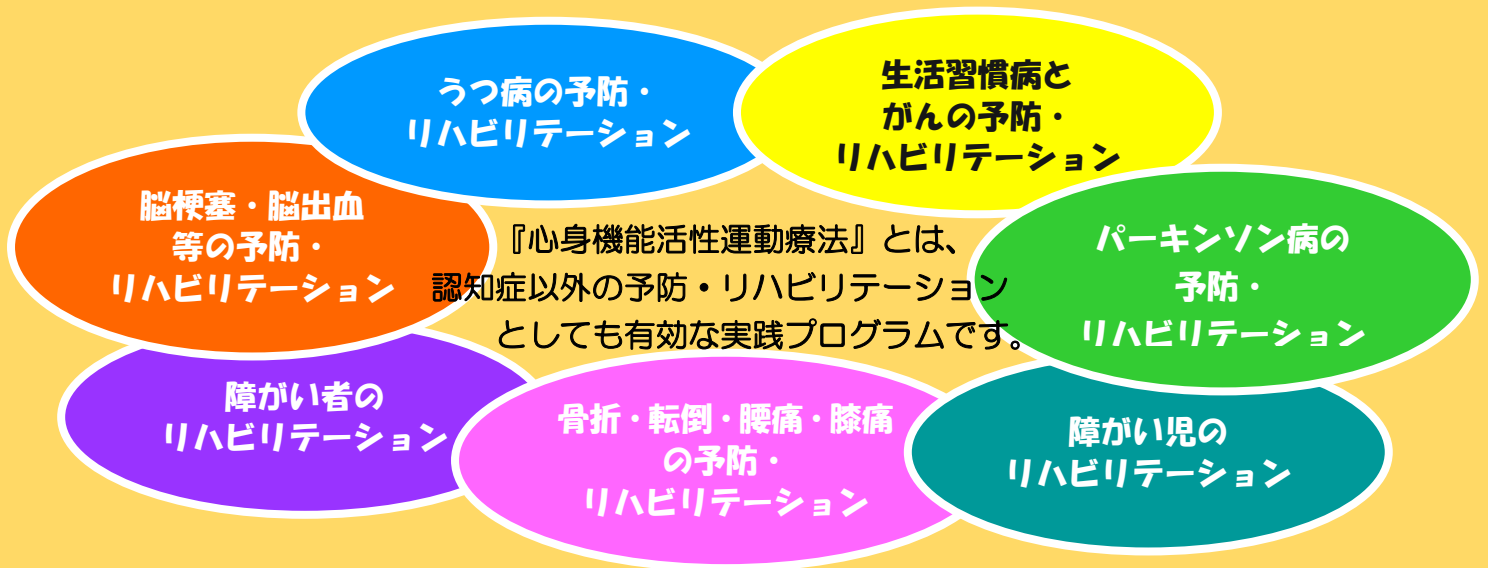 うつ病の予防・
リハビリテーション
生活習慣病と
がんの予防・
リハビリテーション
脳梗塞・脳出血
等の予防・
リハビリテーション
『心身機能活性運動療法』とは、
認知症以外の予防・リハビリテーション
としても有効な実践プログラムです。
パーキンソン病の
予防・
リハビリテーション
障がい者の
リハビリテーション
骨折・転倒・腰痛・膝痛
の予防・
リハビリテーション
障がい児の
リハビリテーション